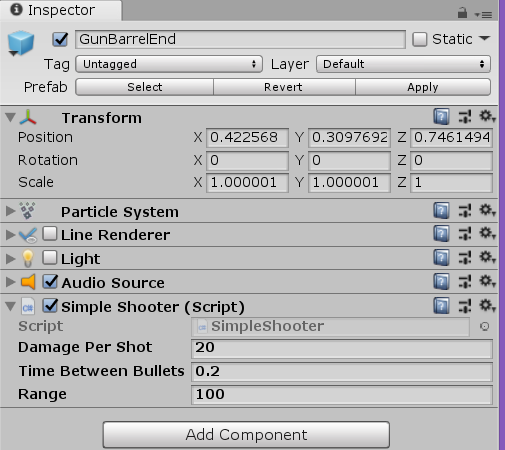 Inspector
GunBarrelEnd Static
Tag Untagged Layer Default
Prefab Select Revert Apply
Transform
Position X 0.422568 Y 0.3097692 Z 0.7461494
Rotation X 0 Y 0 Z 0
Scale X 1.000001 Y 1.000001 Z 1
Particle System
Line Renderer
Light
Audio Source
Simple Shooter (Script)
Script SimpleShooter
Damage Per Shot 20
Time Between Bullets 0.2
Range 100
Add Component